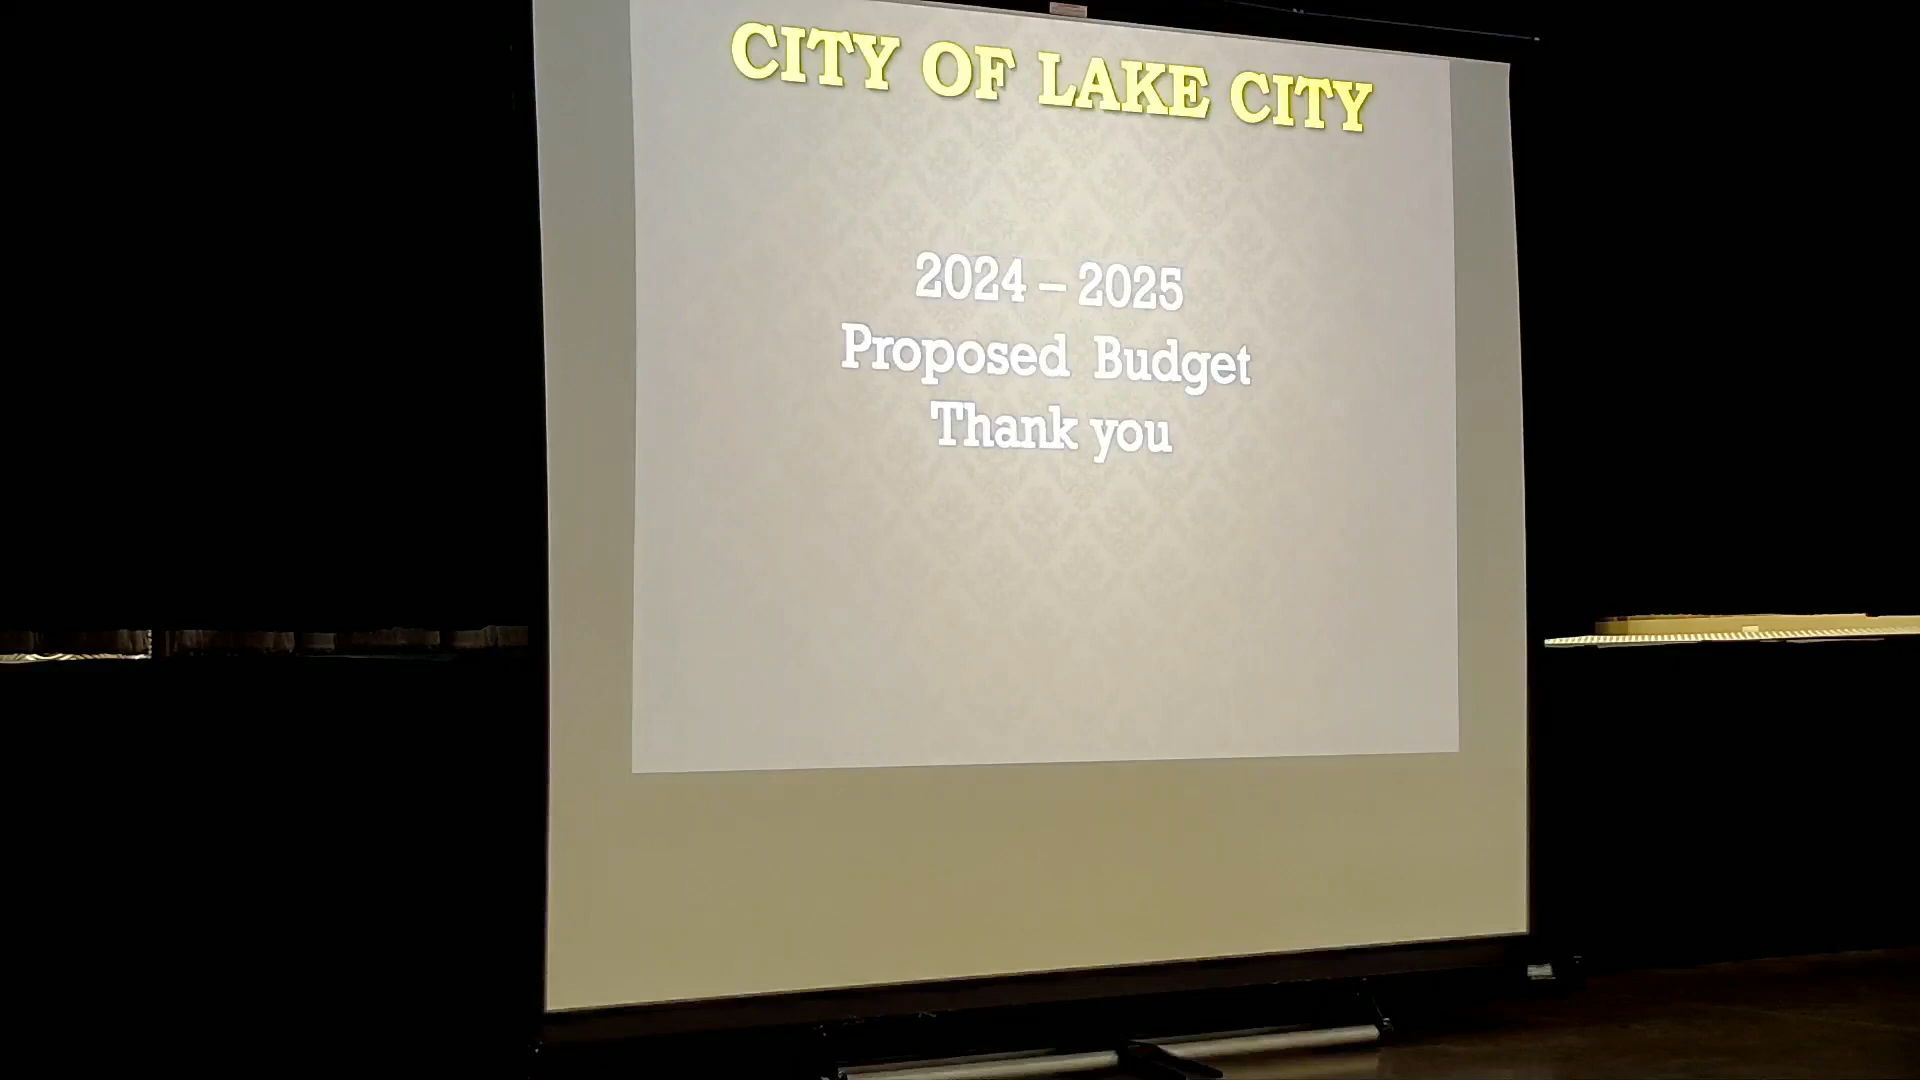 CITY OF LAKE CITY
2024 – 2025
Proposed Budget
Thank you